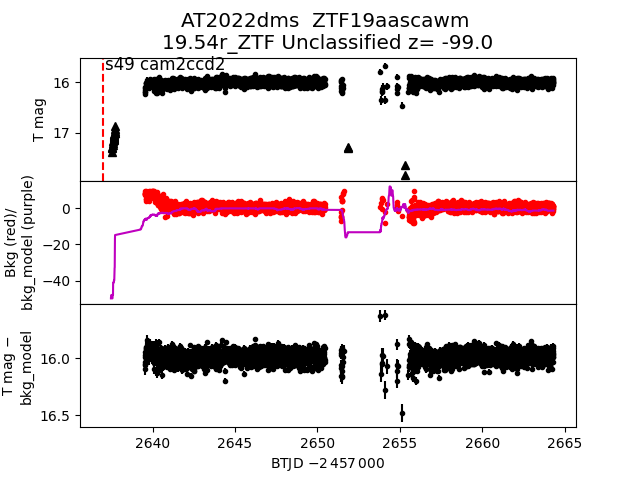 AT2022dms  ZTF19aascawm
19.54r_ZTF Unclassified z= -99.0
s49 cam2ccd2
16
17
T mag
0
−20
−40
Bkg (red)/
bkg_model (purple)
16.0
16.5
T mag −
bkg_model
2640
2645
2650
2655
2660
2665
BTJD −2 457 000